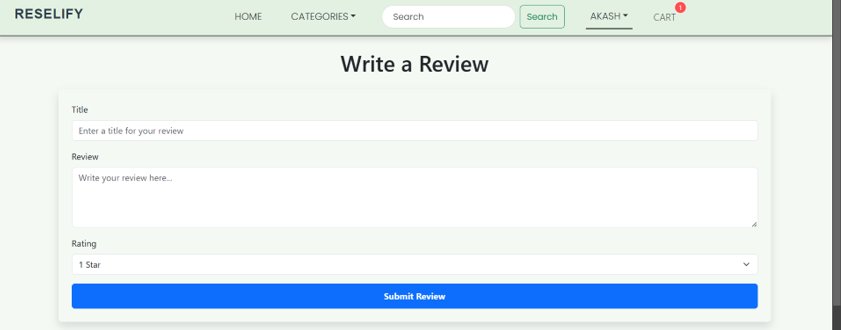 RESELIFY HOME CATEGORIES Search Search AKASH CART 1
Write a Review
Title
Enter a title for your review
Review
Write your review here...
Rating
1 Star
Submit Review